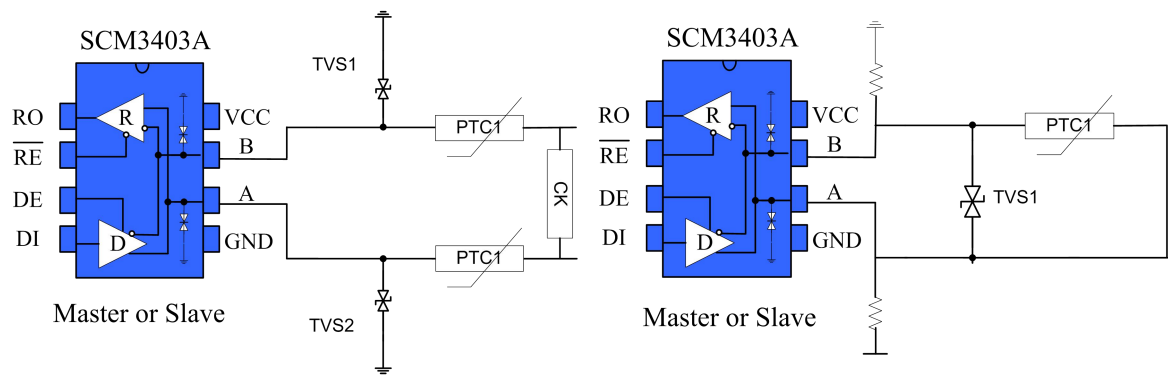 SCM3403A
TVS1
RO
R
VCC
PTC1
RE
B
DE
A
CK
DI
D
GND
PTC1
Master or Slave
TVS2
SCM3403A
RO
R
VCC
PTC1
RE
B
DE
A
TVS1
DI
D
GND
Master or Slave